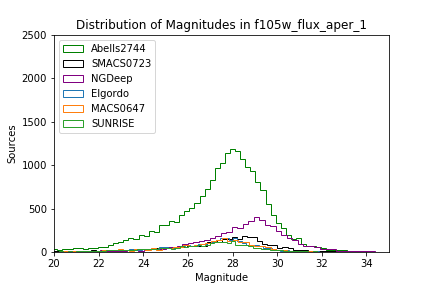 Distribution of Magnitudes in f105w_flux_aper_1
2500
2000
1500
1000
500
0
Sources
Abells2744
SMACS0723
NGDeep
Elgordo
MACS0647
SUNRISE
20 22 24 26 28 30 32 34
Magnitude